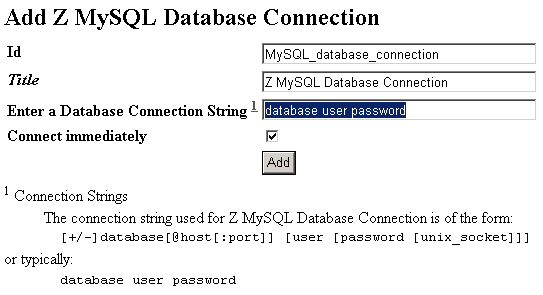 Add Z MySQL Database Connection
Id MySQL_database_connection
Title Z MySQL Database Connection
Enter a Database Connection String 1 database user password
Connect immediately
Add
1 Connection Strings
The connection string used for Z MySQL Database Connection is of the form:
[+/-]database[@host[:port]] [user [password [unix_socket]]]
or typically:
database user password